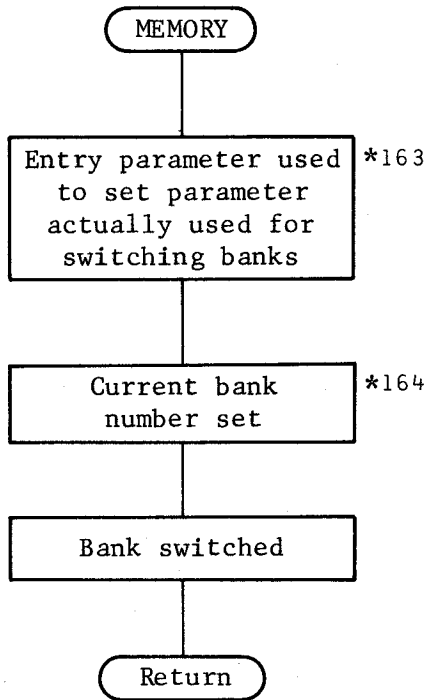 MEMORY
Entry parameter used *163
to set parameter
actually used for
switching banks
Current bank *164
number set
Bank switched
Return